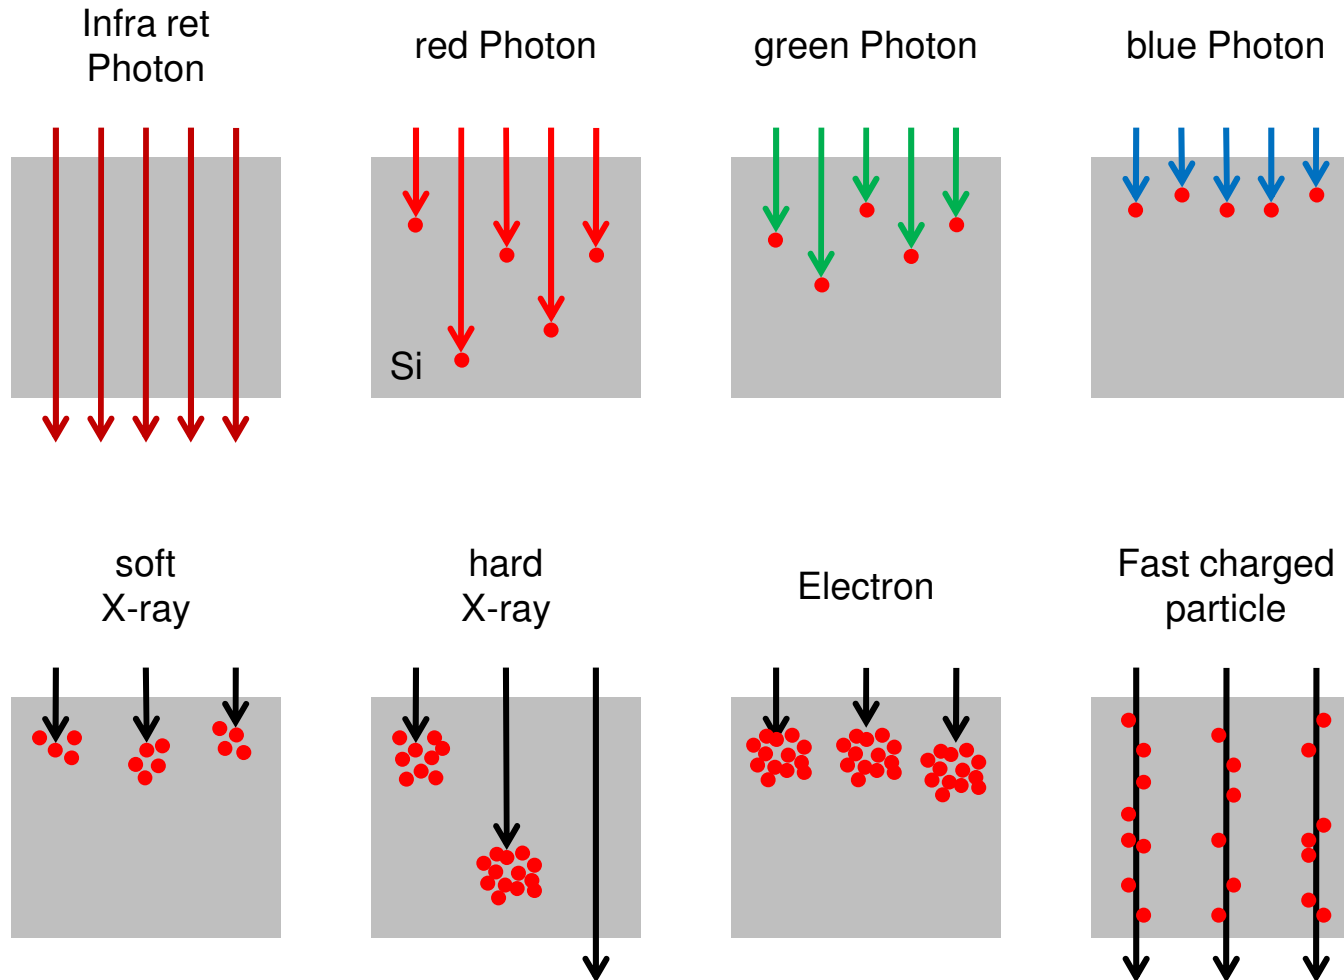 Infra ret
Photon
red Photon
green Photon
blue Photon
Si
soft
X-ray
hard
X-ray
Electron
Fast charged
particle